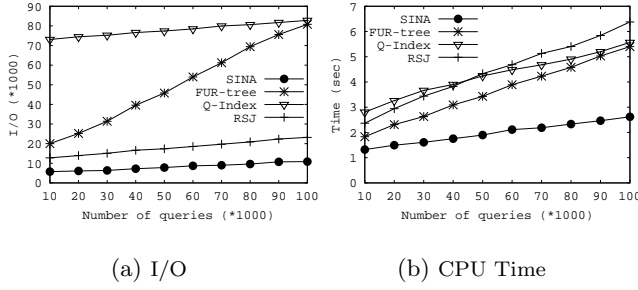 90
80
70
60
50
40
30
20
10
0
I/O (*1000)
SINA
FUR-tree
Q-Index
RSJ
10 20 30 40 50 60 70 80 90 100
Number of queries (*1000)
(a) I/O
7
6
5
4
3
2
1
0
Time (sec)
SINA
FUR-tree
Q-Index
RSJ
10 20 30 40 50 60 70 80 90 100
Number of queries (*1000)
(b) CPU Time